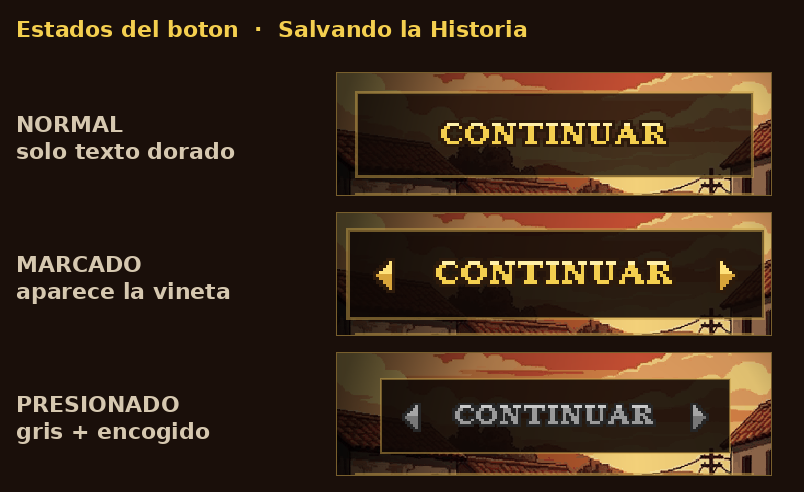 Estados del boton · Salvando la Historia
NORMAL
solo texto dorado
CONTINUAR
MARCADO
aparece la vineta
CONTINUAR
PRESIONADO
gris + encogido
CONTINUAR